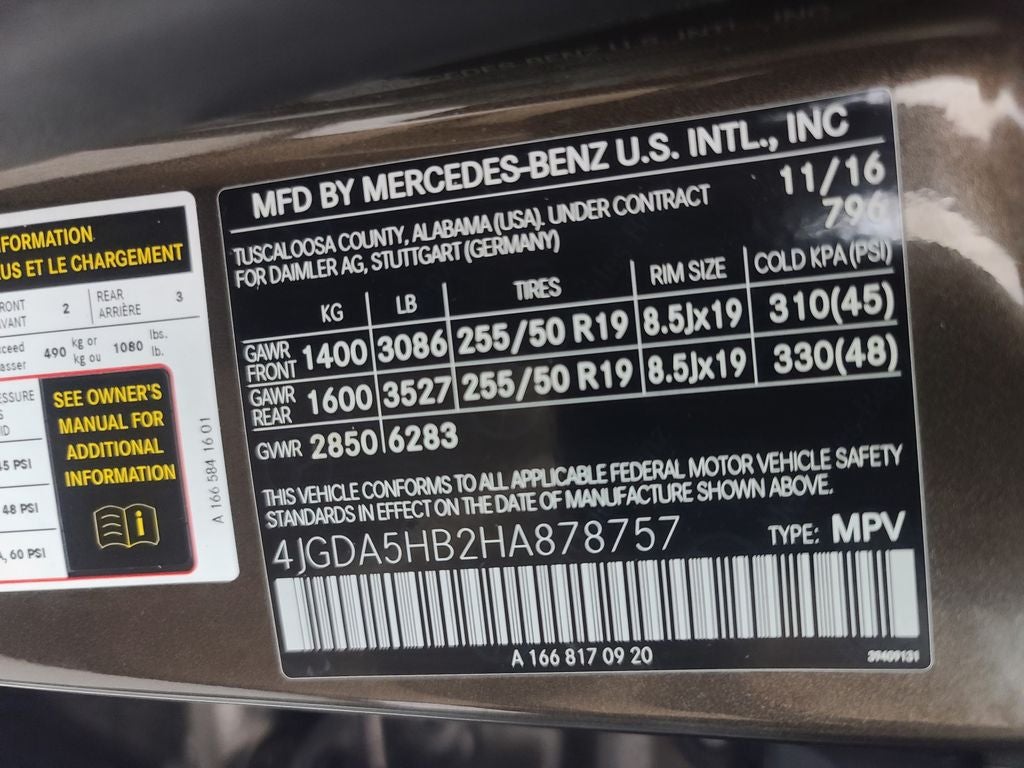 NFORMATION
US ET LE CHARGEMENT
RONT
VANT
2
REAR
ARRIÈRE
3
xceed
asser
490
kg or
kg ou
1080
lbs.
lb.
ESSURE
S
ID
45 PSI
48 PSI
, 60 PSI
SEE OWNER'S
MANUAL FOR
ADDITIONAL
INFORMATION
i
A 166 584 16 01
MFD BY MERCEDES-BENZ U.S. INTL., INC
TUSCALOOSA COUNTY, ALABAMA (USA). UNDER CONTRACT
FOR DAIMLER AG, STUTTGART (GERMANY)
11/16
796
KG LB TIRES RIM SIZE COLD KPA (PSI)
GAWR FRONT 1400 3086 255/50 R19 8.5Jx19 310(45)
GAWR REAR 1600 3527 255/50 R19 8.5Jx19 330(48)
GVWR 2850 6283
THIS VEHICLE CONFORMS TO ALL APPLICABLE FEDERAL MOTOR VEHICLE SAFETY
STANDARDS IN EFFECT ON THE DATE OF MANUFACTURE SHOWN ABOVE.
4JGDA5HB2HA878757 TYPE: MPV
A 166 817 09 20
39409131